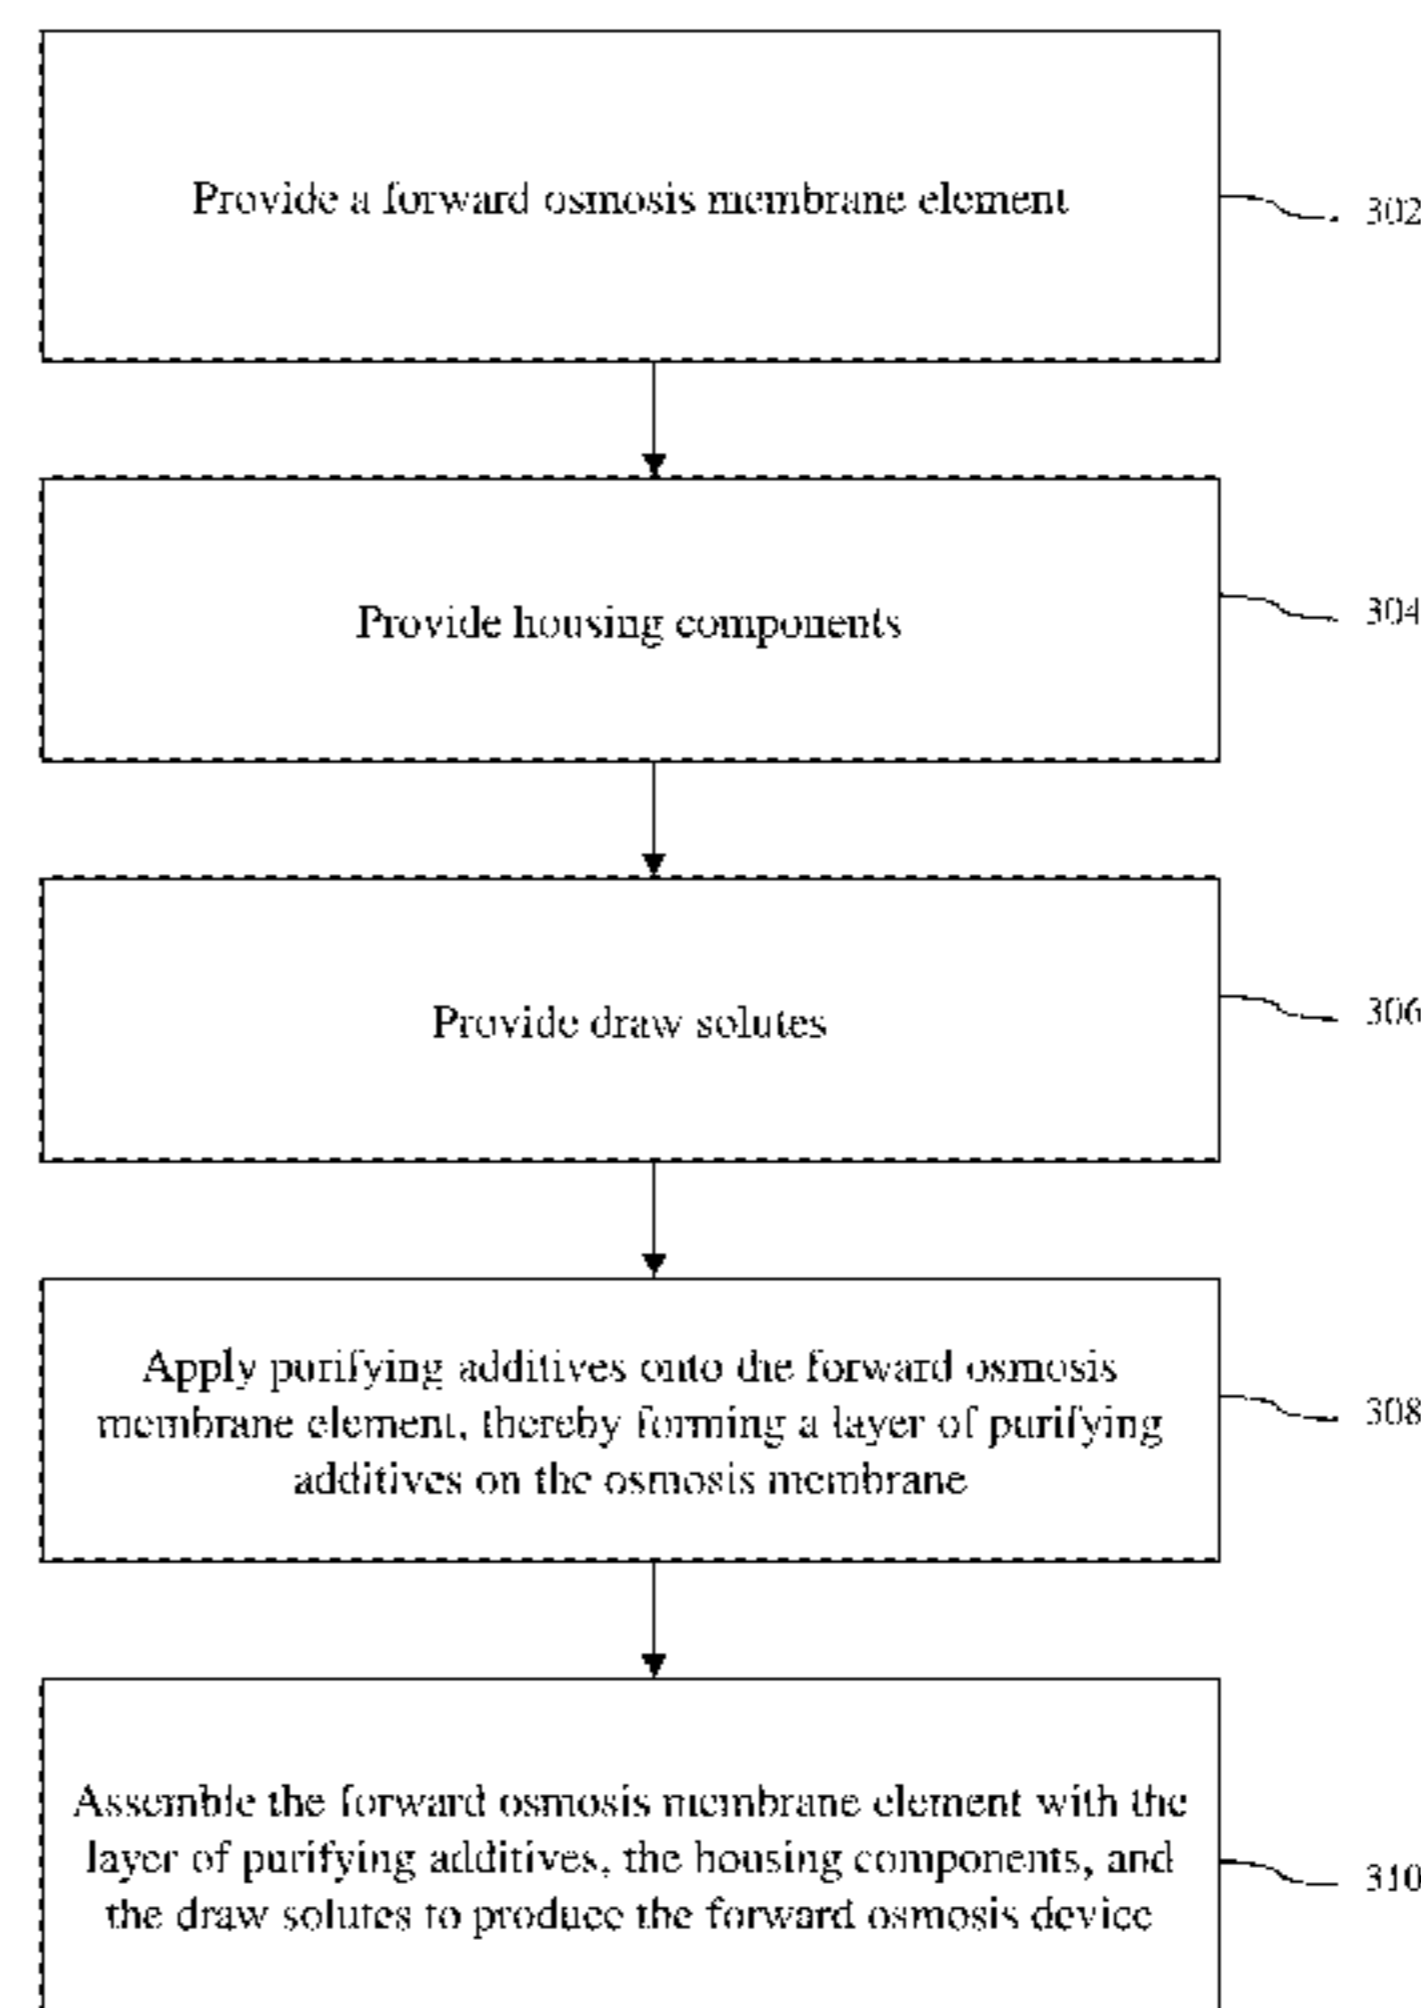 Provide a forward osmosis membrane element
302
Provide housing components
304
Provide draw solutes
306
Apply purifying additives onto the forward osmosis
membrane element, thereby forming a layer of purifying
additives on the osmosis membrane
308
Assemble the forward osmosis membrane element with the
layer of purifying additives, the housing components, and
the draw solutes to produce the forward osmosis device
310